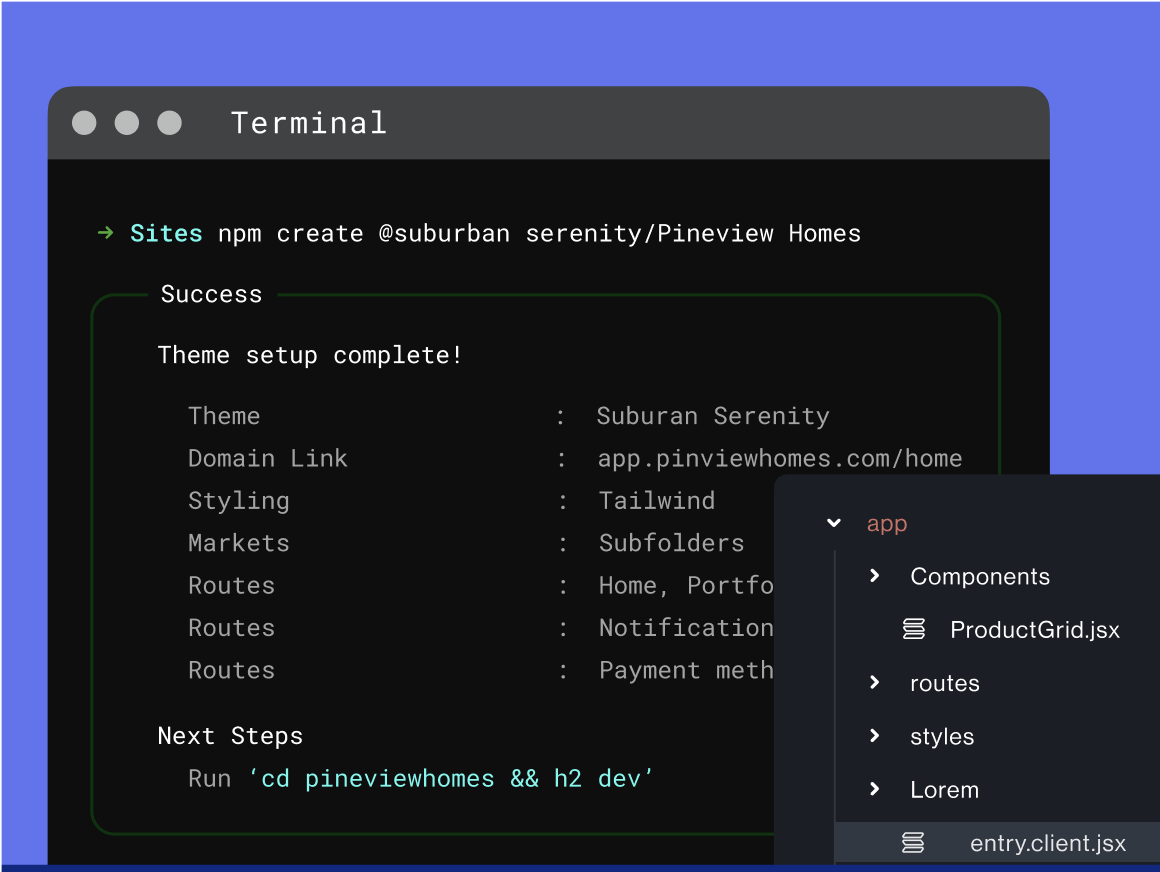 Terminal
→ Sites npm create @suburban serenity/Pineview Homes
Success
Theme setup complete!
Theme : Suburan Serenity
Domain Link : app.pinviewhomes.com/home
Styling : Tailwind
Markets : Subfolders
Routes : Home, Portfo
Routes : Notification
Routes : Payment meth
Next Steps
Run ‘cd pineviewhomes && h2 dev’
app
Components
ProductGrid.jsx
routes
styles
Lorem
entry.client.jsx